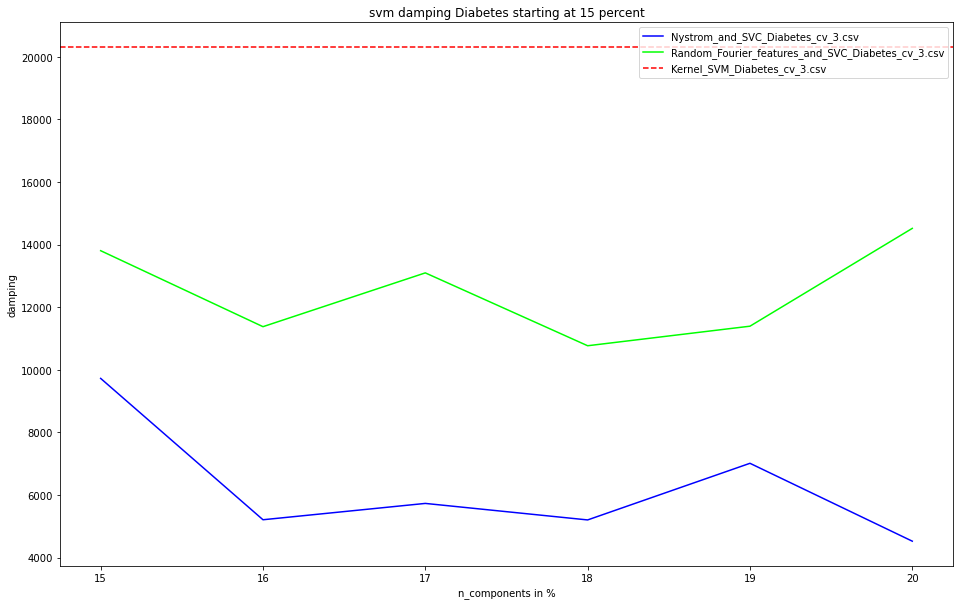 svm damping Diabetes starting at 15 percent
Nystrom_and_SVC_Diabetes_cv_3.csv
Random_Fourier_features_and_SVC_Diabetes_cv_3.csv
Kernel_SVM_Diabetes_cv_3.csv
20000
18000
16000
14000
12000
10000
8000
6000
4000
damping
15 16 17 18 19 20
n_components in %